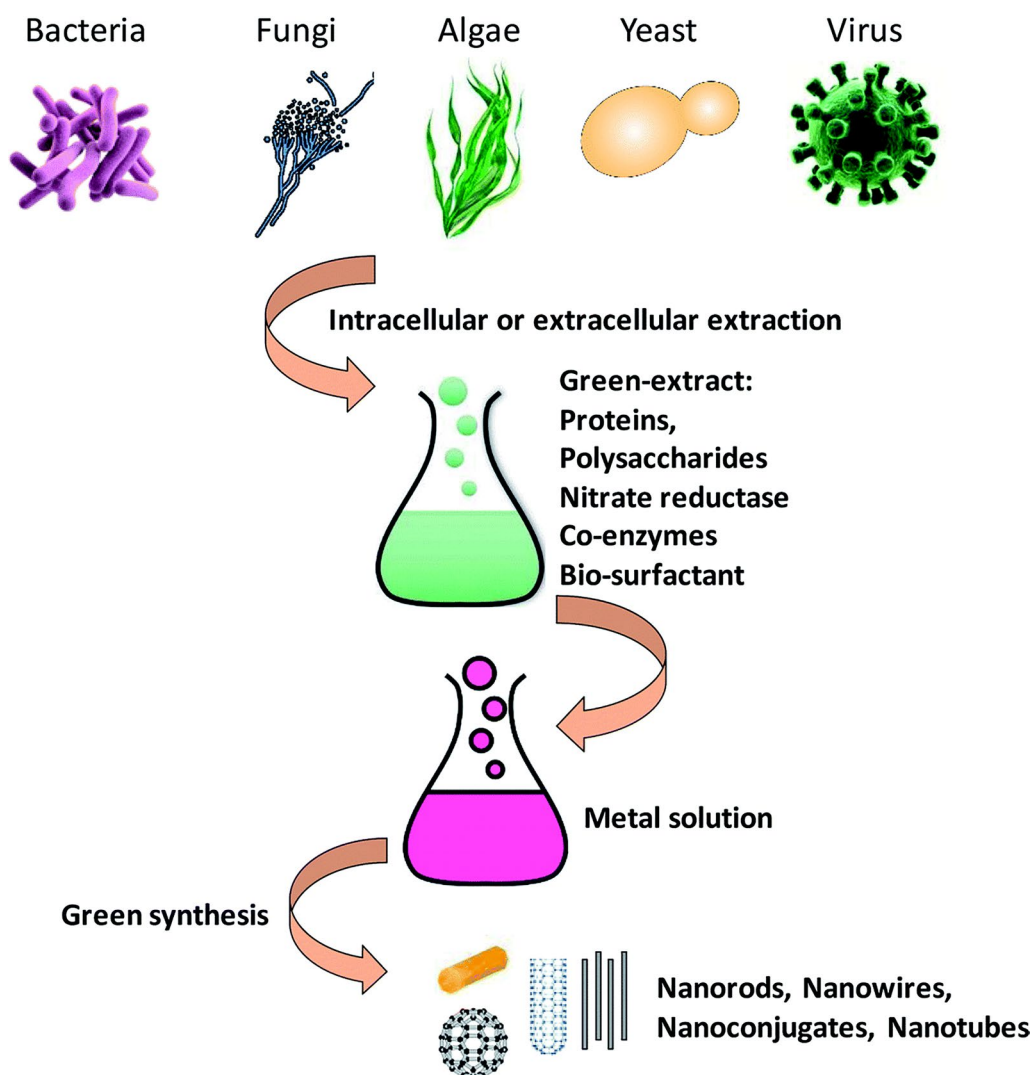 Bacteria Fungi Algae Yeast Virus
Intracellular or extracellular extraction
Green-extract:
Proteins,
Polysaccharides
Nitrate reductase
Co-enzymes
Bio-surfactant
Metal solution
Green synthesis
Nanorods, Nanowires,
Nanoconjugates, Nanotubes